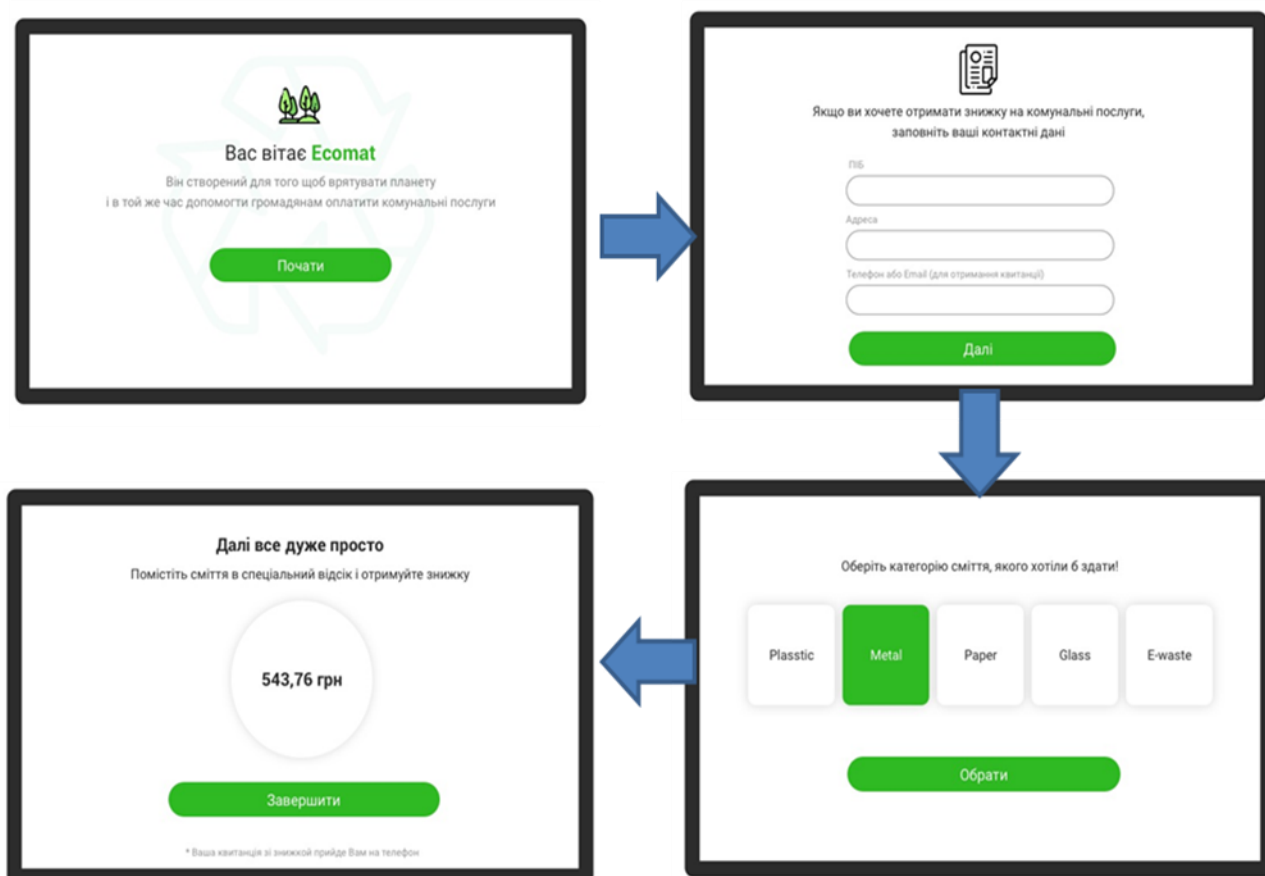 Вас вітає Ecomat
Він створений для того щоб врятувати планету
і в той же час допомогти громадянам оплатити комунальні послуги
Почати
Якщо ви хочете отримати знижку на комунальні послуги,
заповніть ваші контактні дані
ПІБ
Адреса
Телефон або Email (для отримання квитанції)
Далі
Оберіть категорію сміття, якого хотіли б здати!
Plasstic
Metal
Paper
Glass
E-waste
Обрати
Далі все дуже просто
Помістіть сміття в спеціальний відсік і отримуйте знижку
543,76 грн
Завершити
* Ваша квитанція зі знижкой прийде Вам на телефон